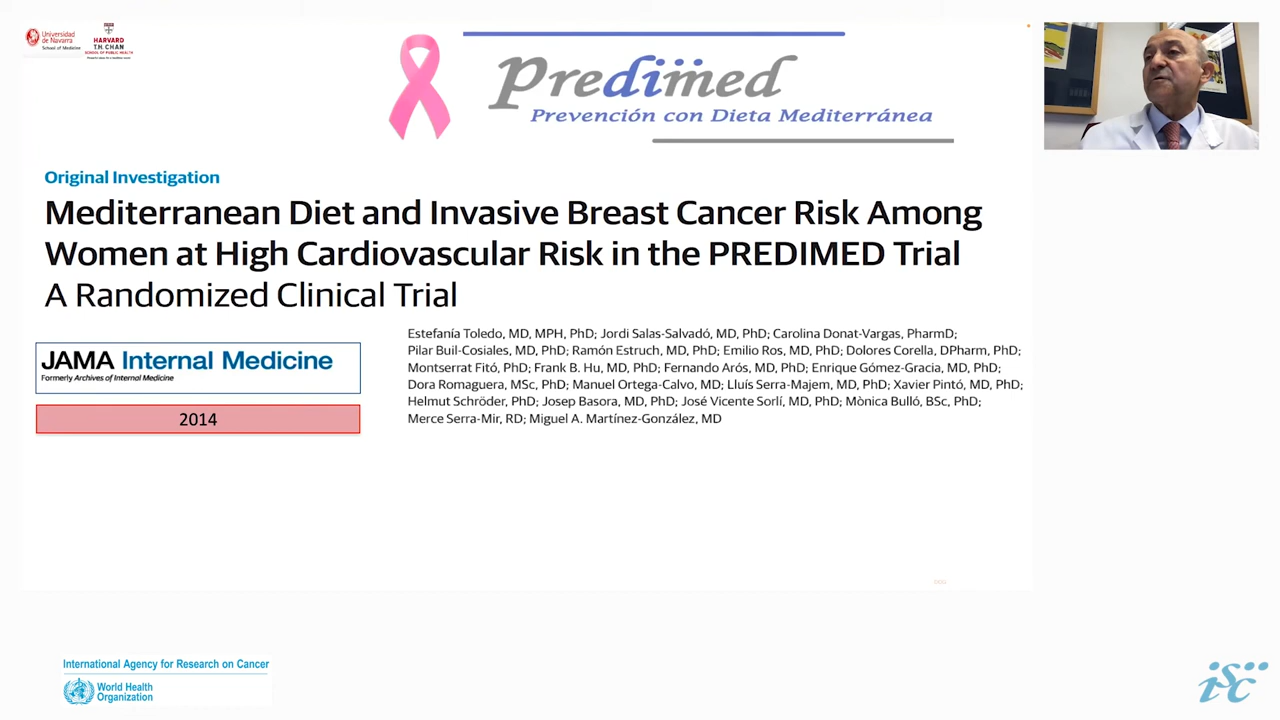 Universidad
de Navarra
School of Medicine
HARVARD
T.H. CHAN
SCHOOL OF PUBLIC HEALTH
Predimed
Prevención con Dieta Mediterránea
Original Investigation
Mediterranean Diet and Invasive Breast Cancer Risk Among
Women at High Cardiovascular Risk in the PREDIMED Trial
A Randomized Clinical Trial
JAMA Internal Medicine
Formerly Archives of Internal Medicine
2014
Estefanía Toledo, MD, MPH, PhD; Jordi Salas-Salvadó, MD, PhD; Carolina Donat-Vargas, PharmD;
Pilar Buil-Cosiales, MD, PhD; Ramón Estruch, MD, PhD; Emilio Ros, MD, PhD; Dolores Corella, DPharm, PhD;
Montserrat Fitó, PhD; Frank B. Hu, MD, PhD; Fernando Arós, MD, PhD; Enrique Gómez-Gracia, MD, PhD;
Dora Romaguera, MSc, PhD; Manuel Ortega-Calvo, MD; Lluís Serra-Majem, MD, PhD; Xavier Pintó, MD, PhD;
Helmut Schröder, PhD; Josep Basora, MD, PhD; José Vicente Sorlí, MD, PhD; Mònica Bulló, BSc, PhD;
Merce Serra-Mir, RD; Miguel A. Martínez-González, MD
International Agency for Research on Cancer
World Health
Organization
isc